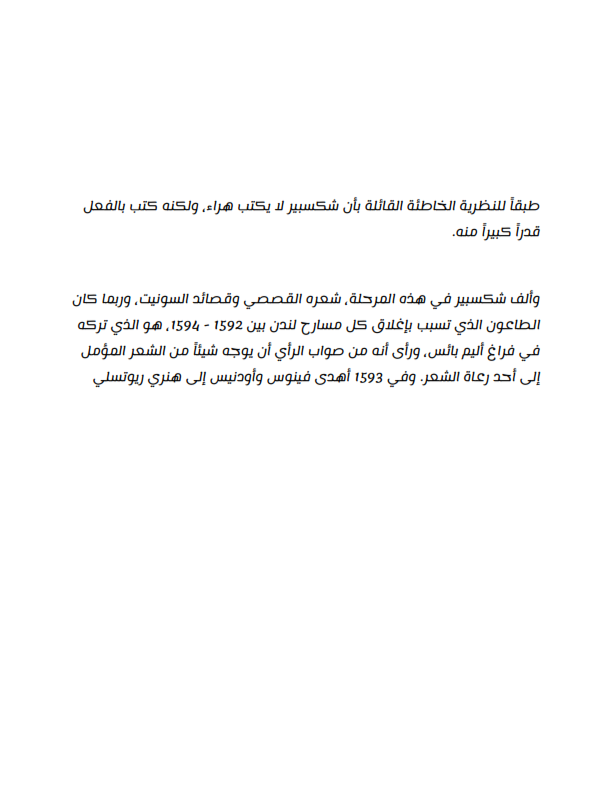 طبقاً للنظرية الخاطئة القائلة بأن شكسبير لا يكتب هراء، ولكنه كتب بالفعل
قدراً كبيراً منه.
وألف شكسبير في هذه المرحلة، شعره القصصي وقصائد السونيت، وربما كان
الطاعون الذي تسبب بإغلاق كل مسارح لندن بين 1592 - 1594، هو الذي تركه
في فراغ أليم بائس، ورأى أنه من صواب الرأي أن يوجه شيئاً من الشعر المؤمل
إلى أحد رعاة الشعر. وفي 1593 أهدى فينوس وأودنيس إلى هنري ريوتسلي